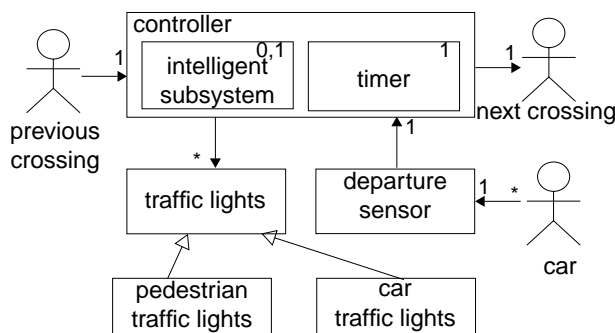 controller
0,1
intelligent
subsystem
1
timer
1
1
previous
crossing
next crossing
1
*
traffic lights
departure
sensor
1
*
car
pedestrian
traffic lights
car
traffic lights